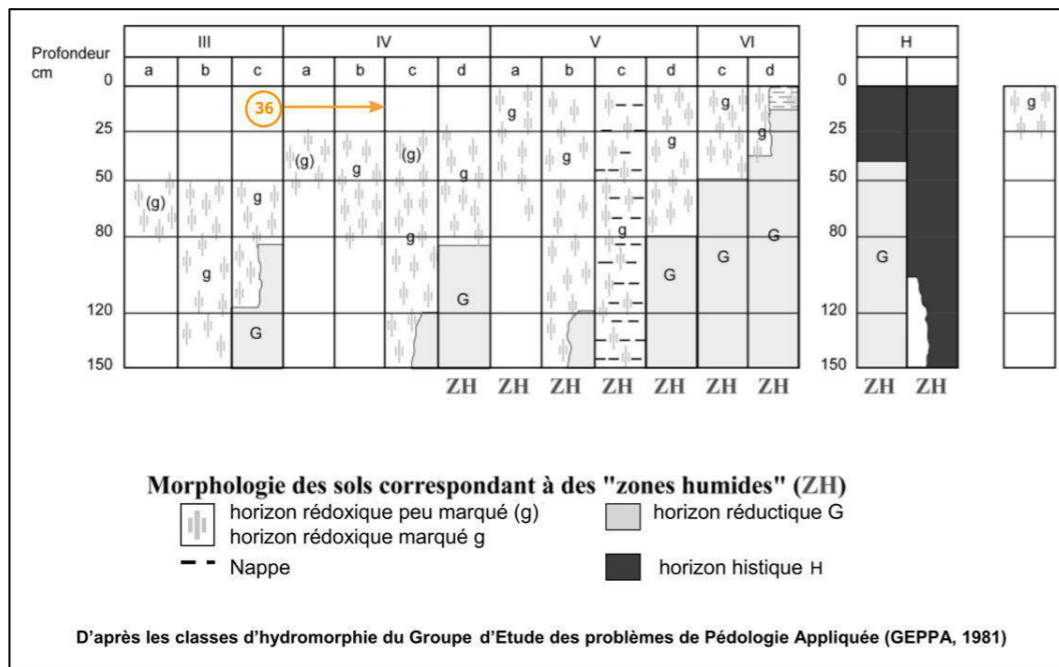 Profondeur
cm
III IV V VI H
a b c a b c d a b c d c d
0 0
36
g g g g
25 25
(g) (g) g
g g g g
50 50
(g) g
g
80 80
g G
g G G G G
120 120
G
150 150
ZH ZH ZH ZH ZH ZH ZH ZH ZH
Morphologie des sols correspondant à des "zones humides" (ZH)
horizon rédoxique peu marqué (g) horizon réductique G
horizon rédoxique marqué g
Nappe horizon histique H
D'après les classes d'hydromorphie du Groupe d'Etude des problèmes de Pédologie Appliquée (GEPPA, 1981)